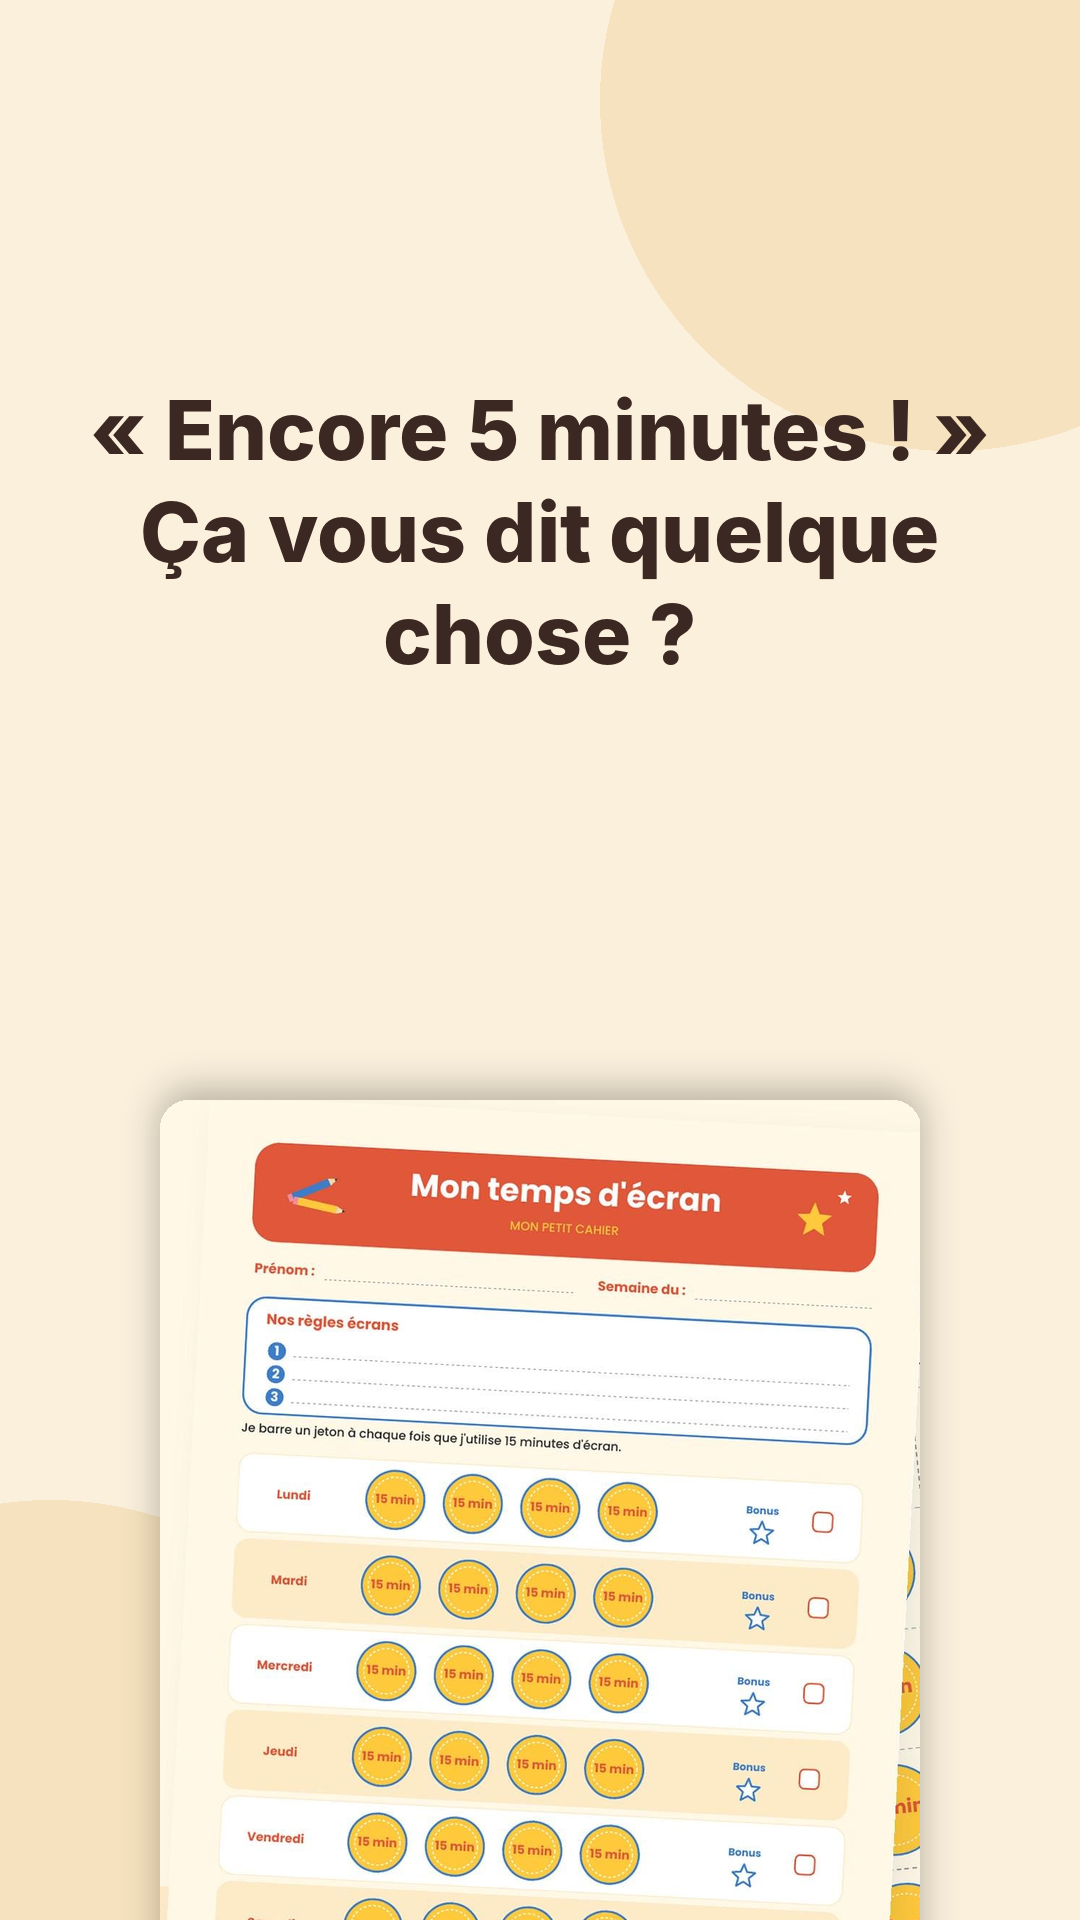 « Encore 5 minutes ! »
Ça vous dit quelque
chose ?
Mon temps d'écran
MON PETIT CAHIER
Prénom :
Semaine du :
Nos règles écrans
1
2
3
Je barre un jeton à chaque fois que j'utilise 15 minutes d'écran.
Lundi 15 min 15 min 15 min 15 min Bonus
Mardi 15 min 15 min 15 min 15 min Bonus
Mercredi 15 min 15 min 15 min 15 min Bonus
Jeudi 15 min 15 min 15 min 15 min Bonus
Vendredi 15 min 15 min 15 min 15 min Bonus